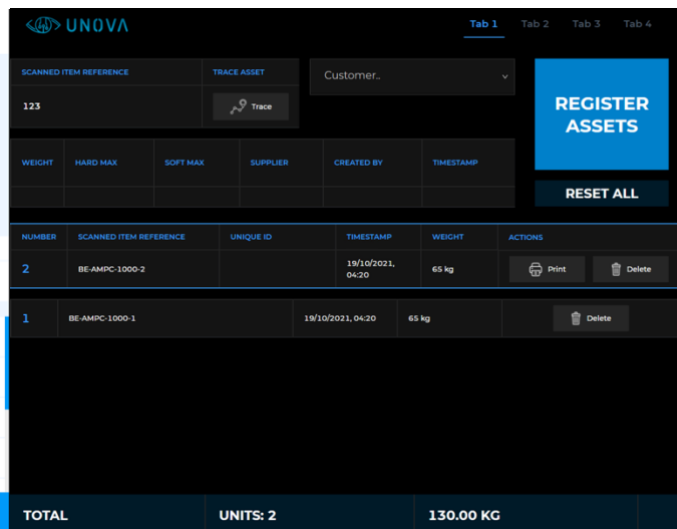 UNOVA
Tab 1 Tab 2 Tab 3 Tab 4
SCANNED ITEM REFERENCE TRACE ASSET
Customer..
123 Trace
REGISTER
ASSETS
WEIGHT HARD MAX SOFT MAX SUPPLIER CREATED BY TIMESTAMP
RESET ALL
NUMBER SCANNED ITEM REFERENCE UNIQUE ID TIMESTAMP WEIGHT ACTIONS
2 BE-AMPC-1000-2 19/10/2021, 04:20 65 kg Print Delete
1 BE-AMPC-1000-1 19/10/2021, 04:20 65 kg Delete
TOTAL UNITS: 2 130.00 KG